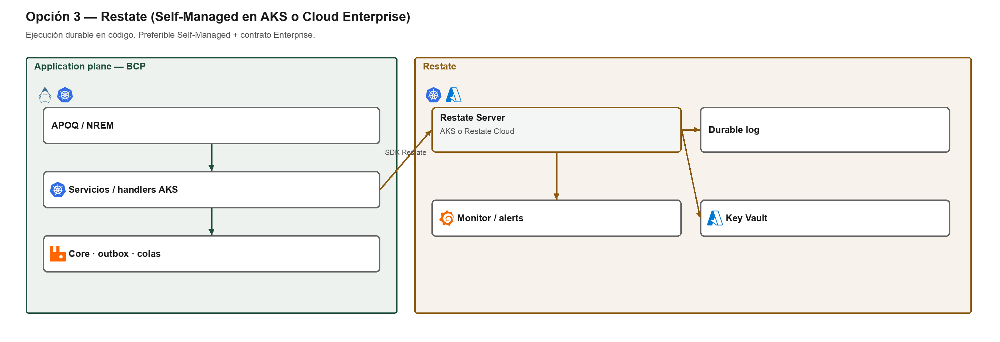 Opción 3 — Restate (Self-Managed en AKS o Cloud Enterprise)
Ejecución durable en código. Preferible Self-Managed + contrato Enterprise.
Application plane — BCP
APOQ / NREM
Servicios / handlers AKS
Core · outbox · colas
SDK Restate
Restate
Restate Server
AKS o Restate Cloud
Durable log
Monitor / alerts
Key Vault